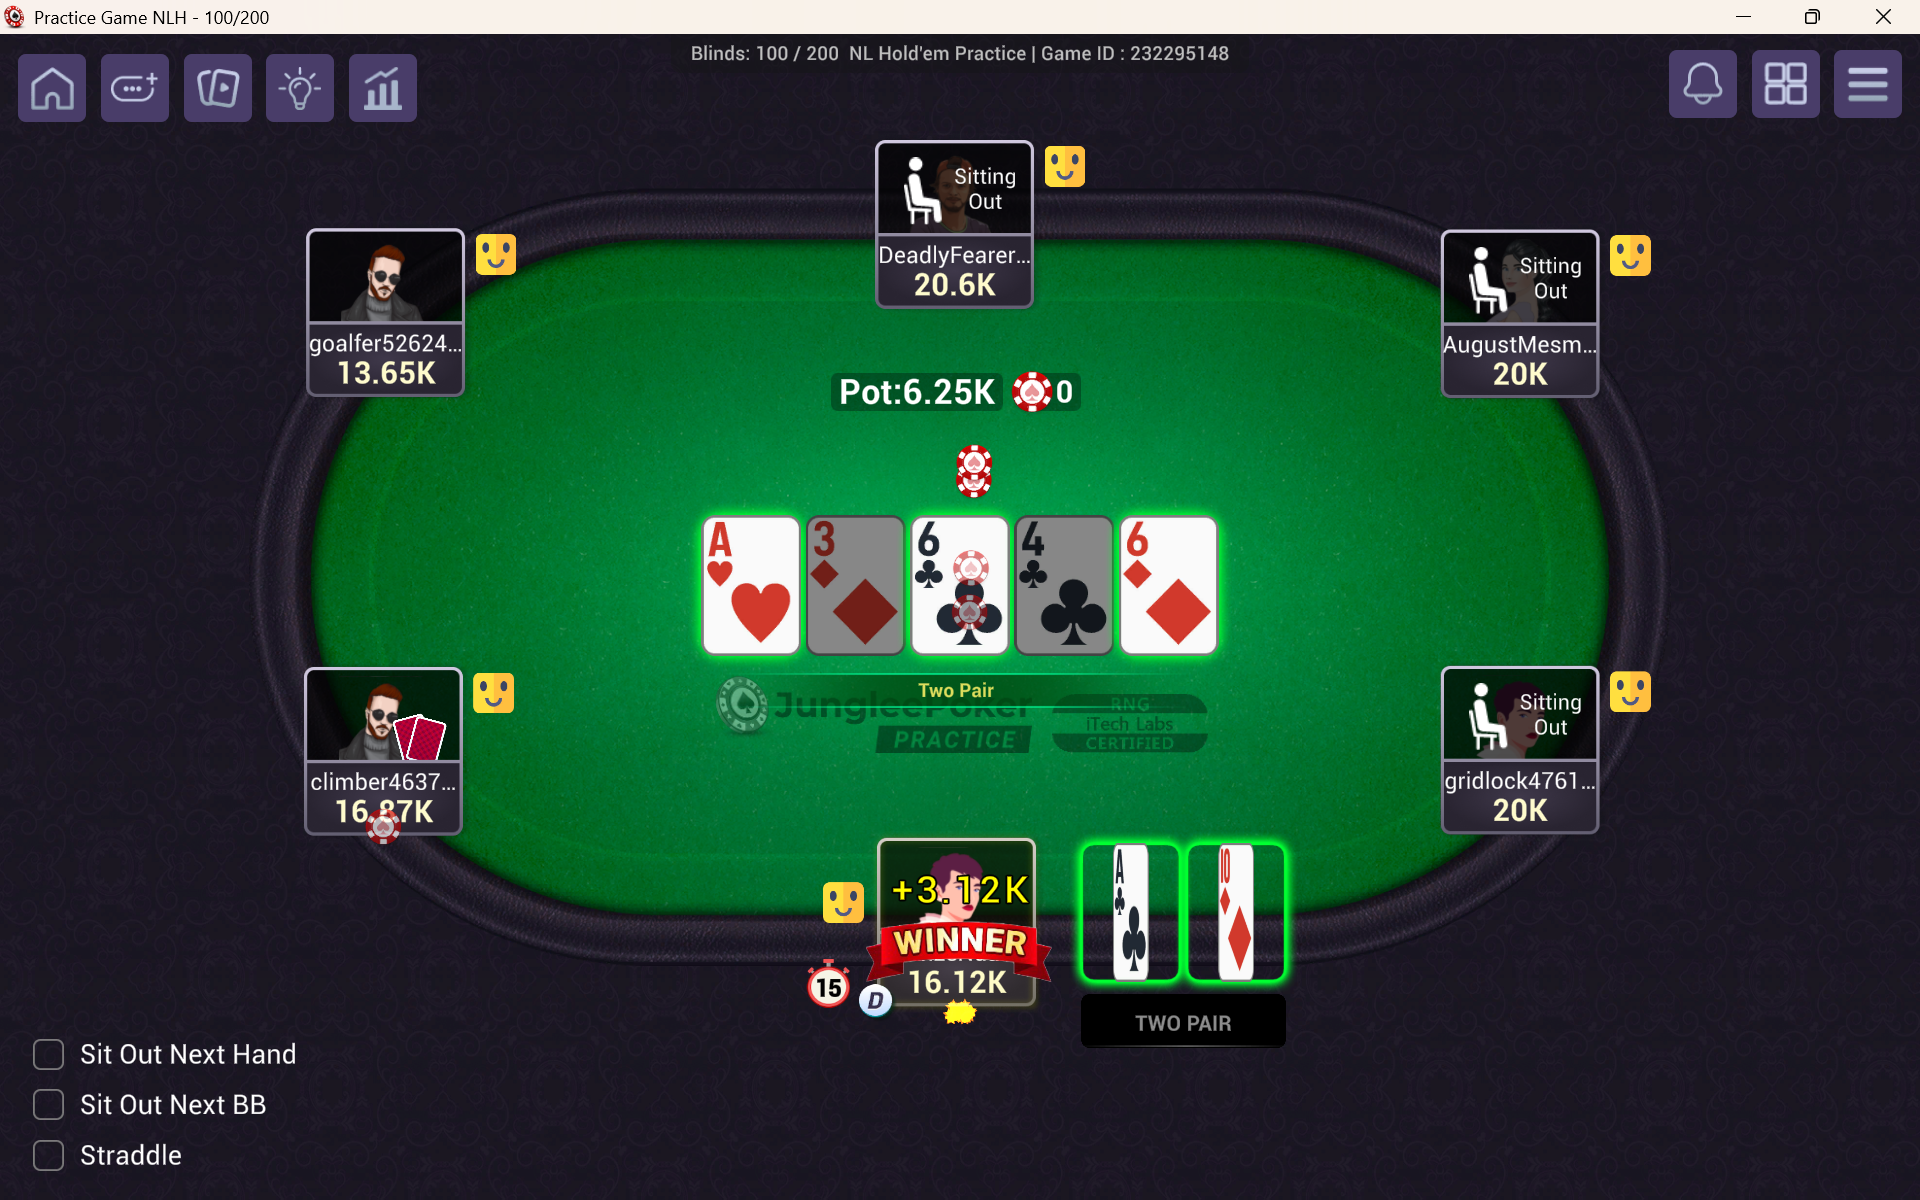 Practice Game NLH - 100/200
Blinds: 100 / 200 NL Hold'em Practice | Game ID : 232295148
Sitting Out
DeadlyFearer...
20.6K
goalfer52624...
13.65K
Sitting Out
AugustMesm...
20K
Pot:6.25K
0
A
3
6
4
6
Two Pair
JungleePoker
PRACTICE
RNG
iTech Labs
CERTIFIED
climber4637...
16.87K
Sitting Out
gridlock4761...
20K
+3.12K
WINNER
16.12K
15
D
A
10
TWO PAIR
Sit Out Next Hand
Sit Out Next BB
Straddle